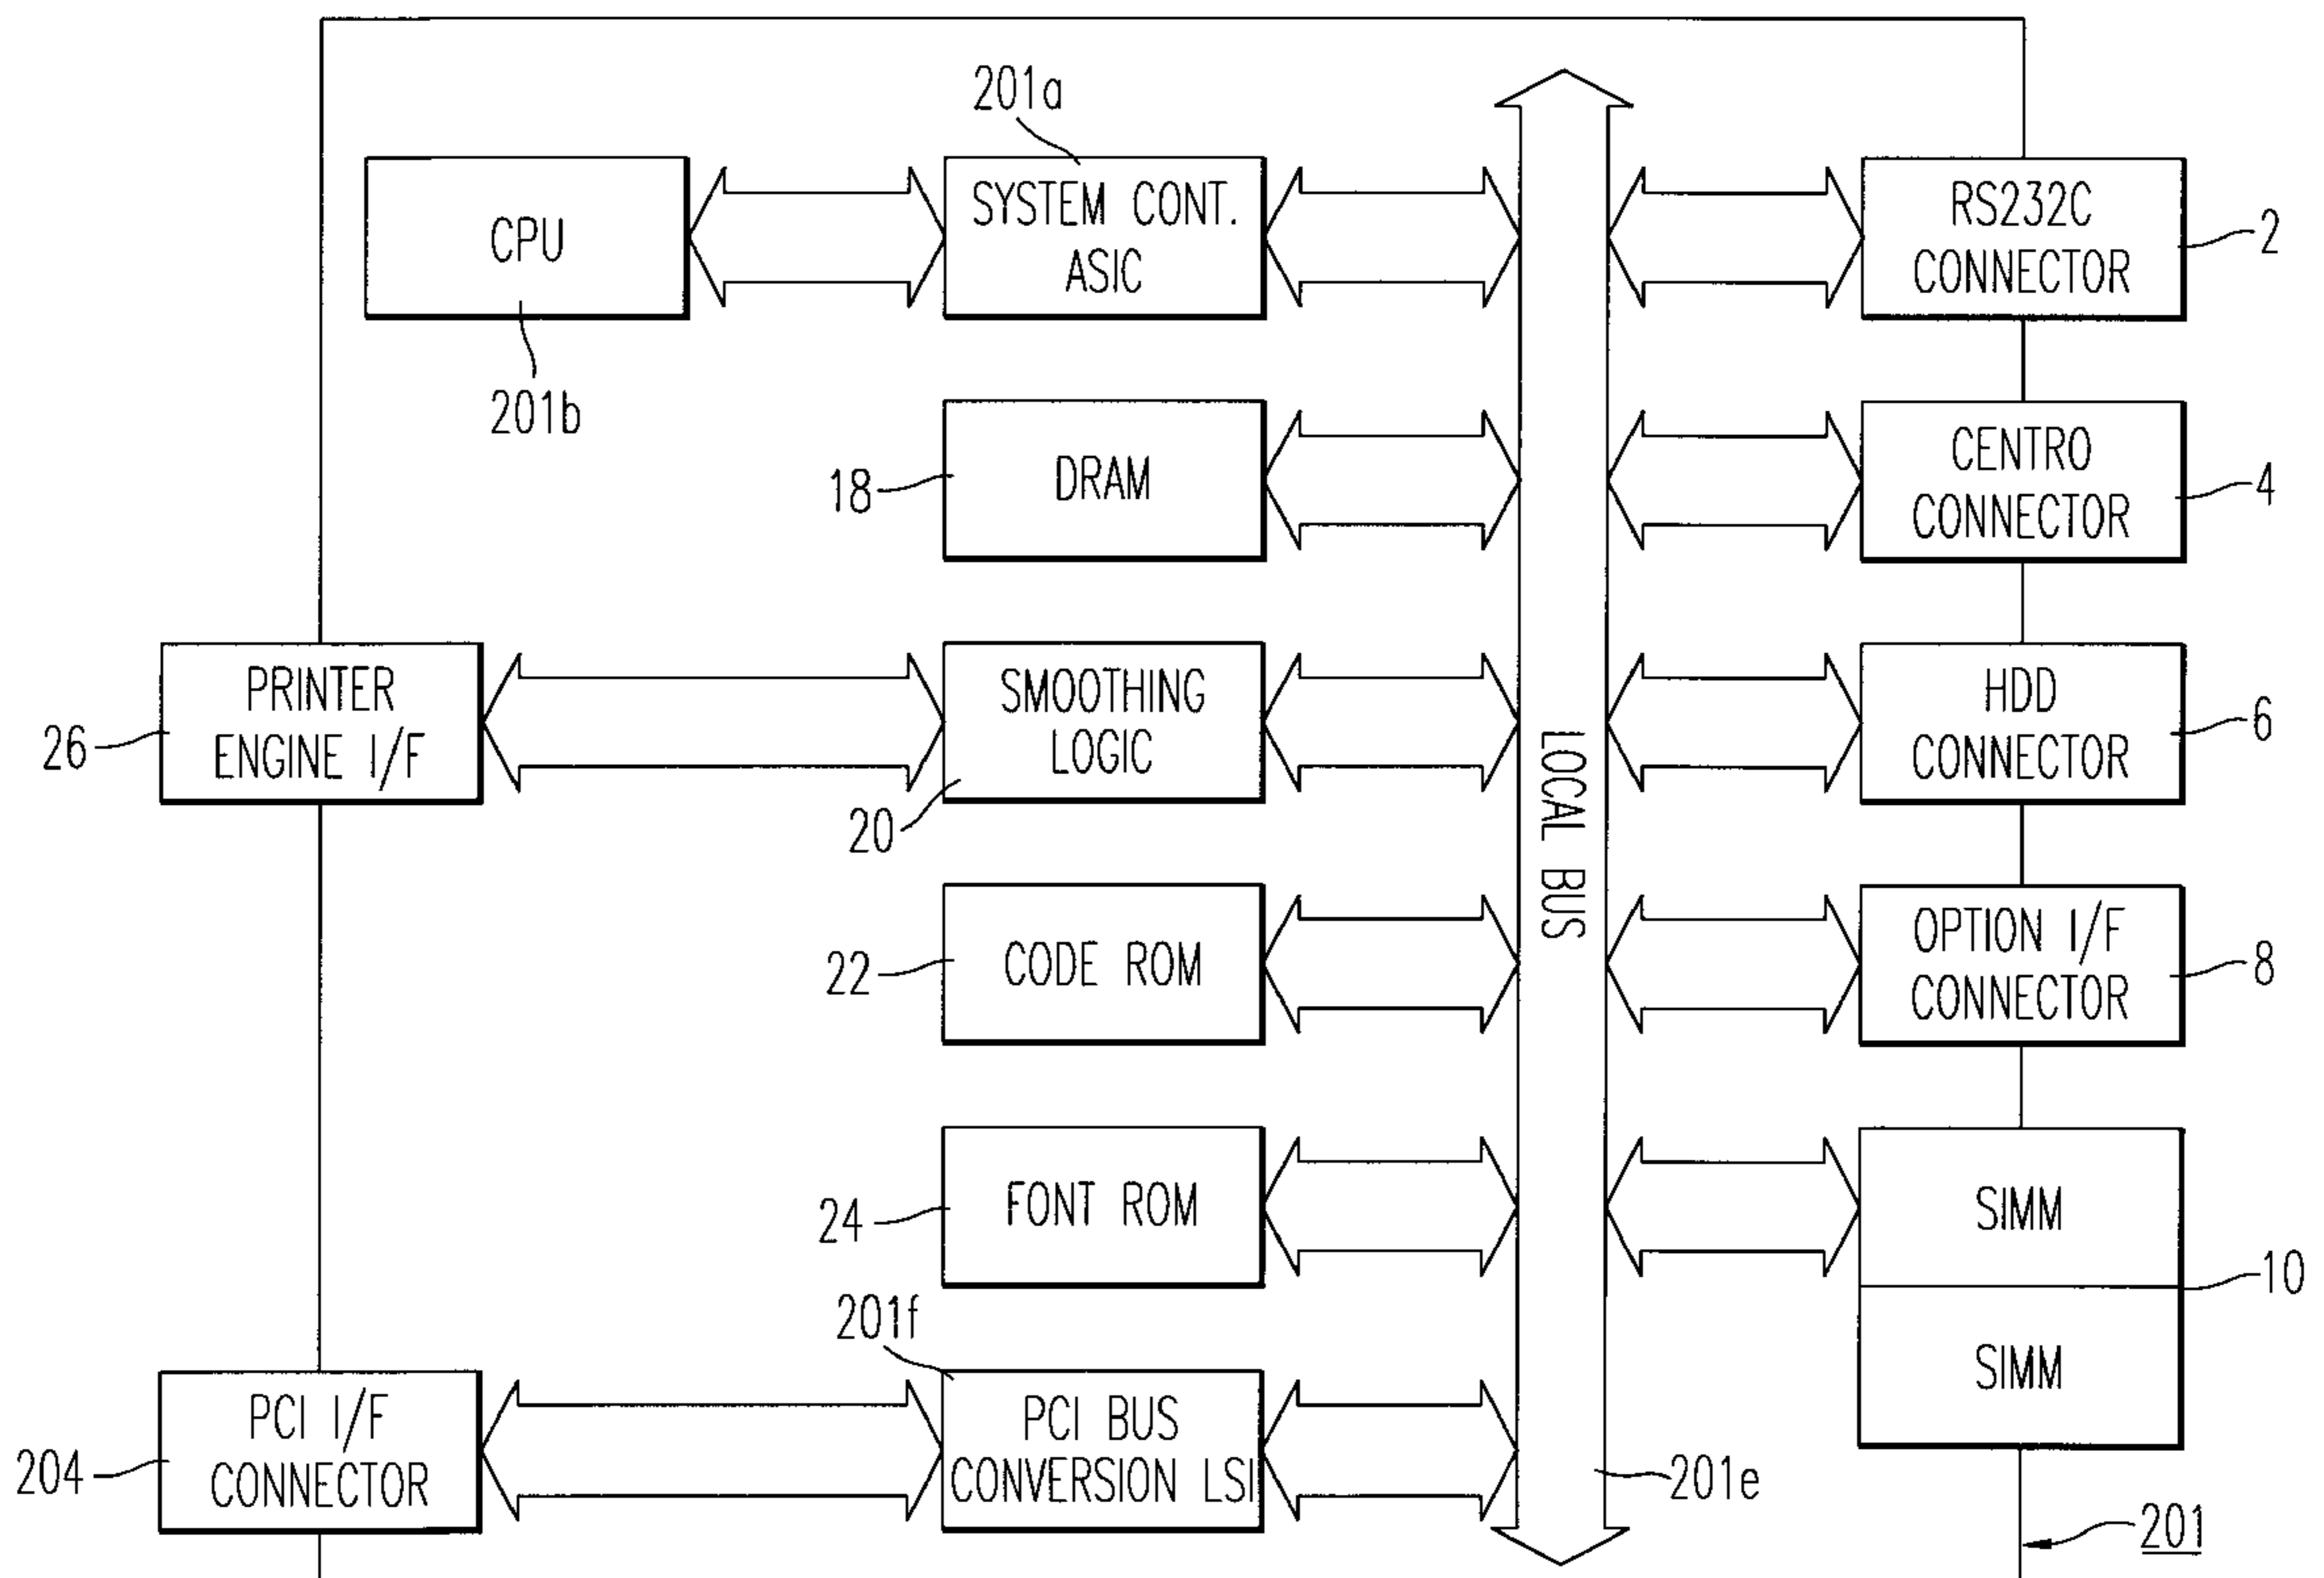 201a
CPU
201b
SYSTEM CONT.
ASIC
RS232C
CONNECTOR
2
18
DRAM
CENTRO
CONNECTOR
4
26
PRINTER
ENGINE I/F
SMOOTHING
LOGIC
20
HDD
CONNECTOR
6
LOCAL BUS
22
CODE ROM
OPTION I/F
CONNECTOR
8
24
FONT ROM
SIMM
SIMM
10
201f
204
PCI I/F
CONNECTOR
PCI BUS
CONVERSION LSI
201e
201